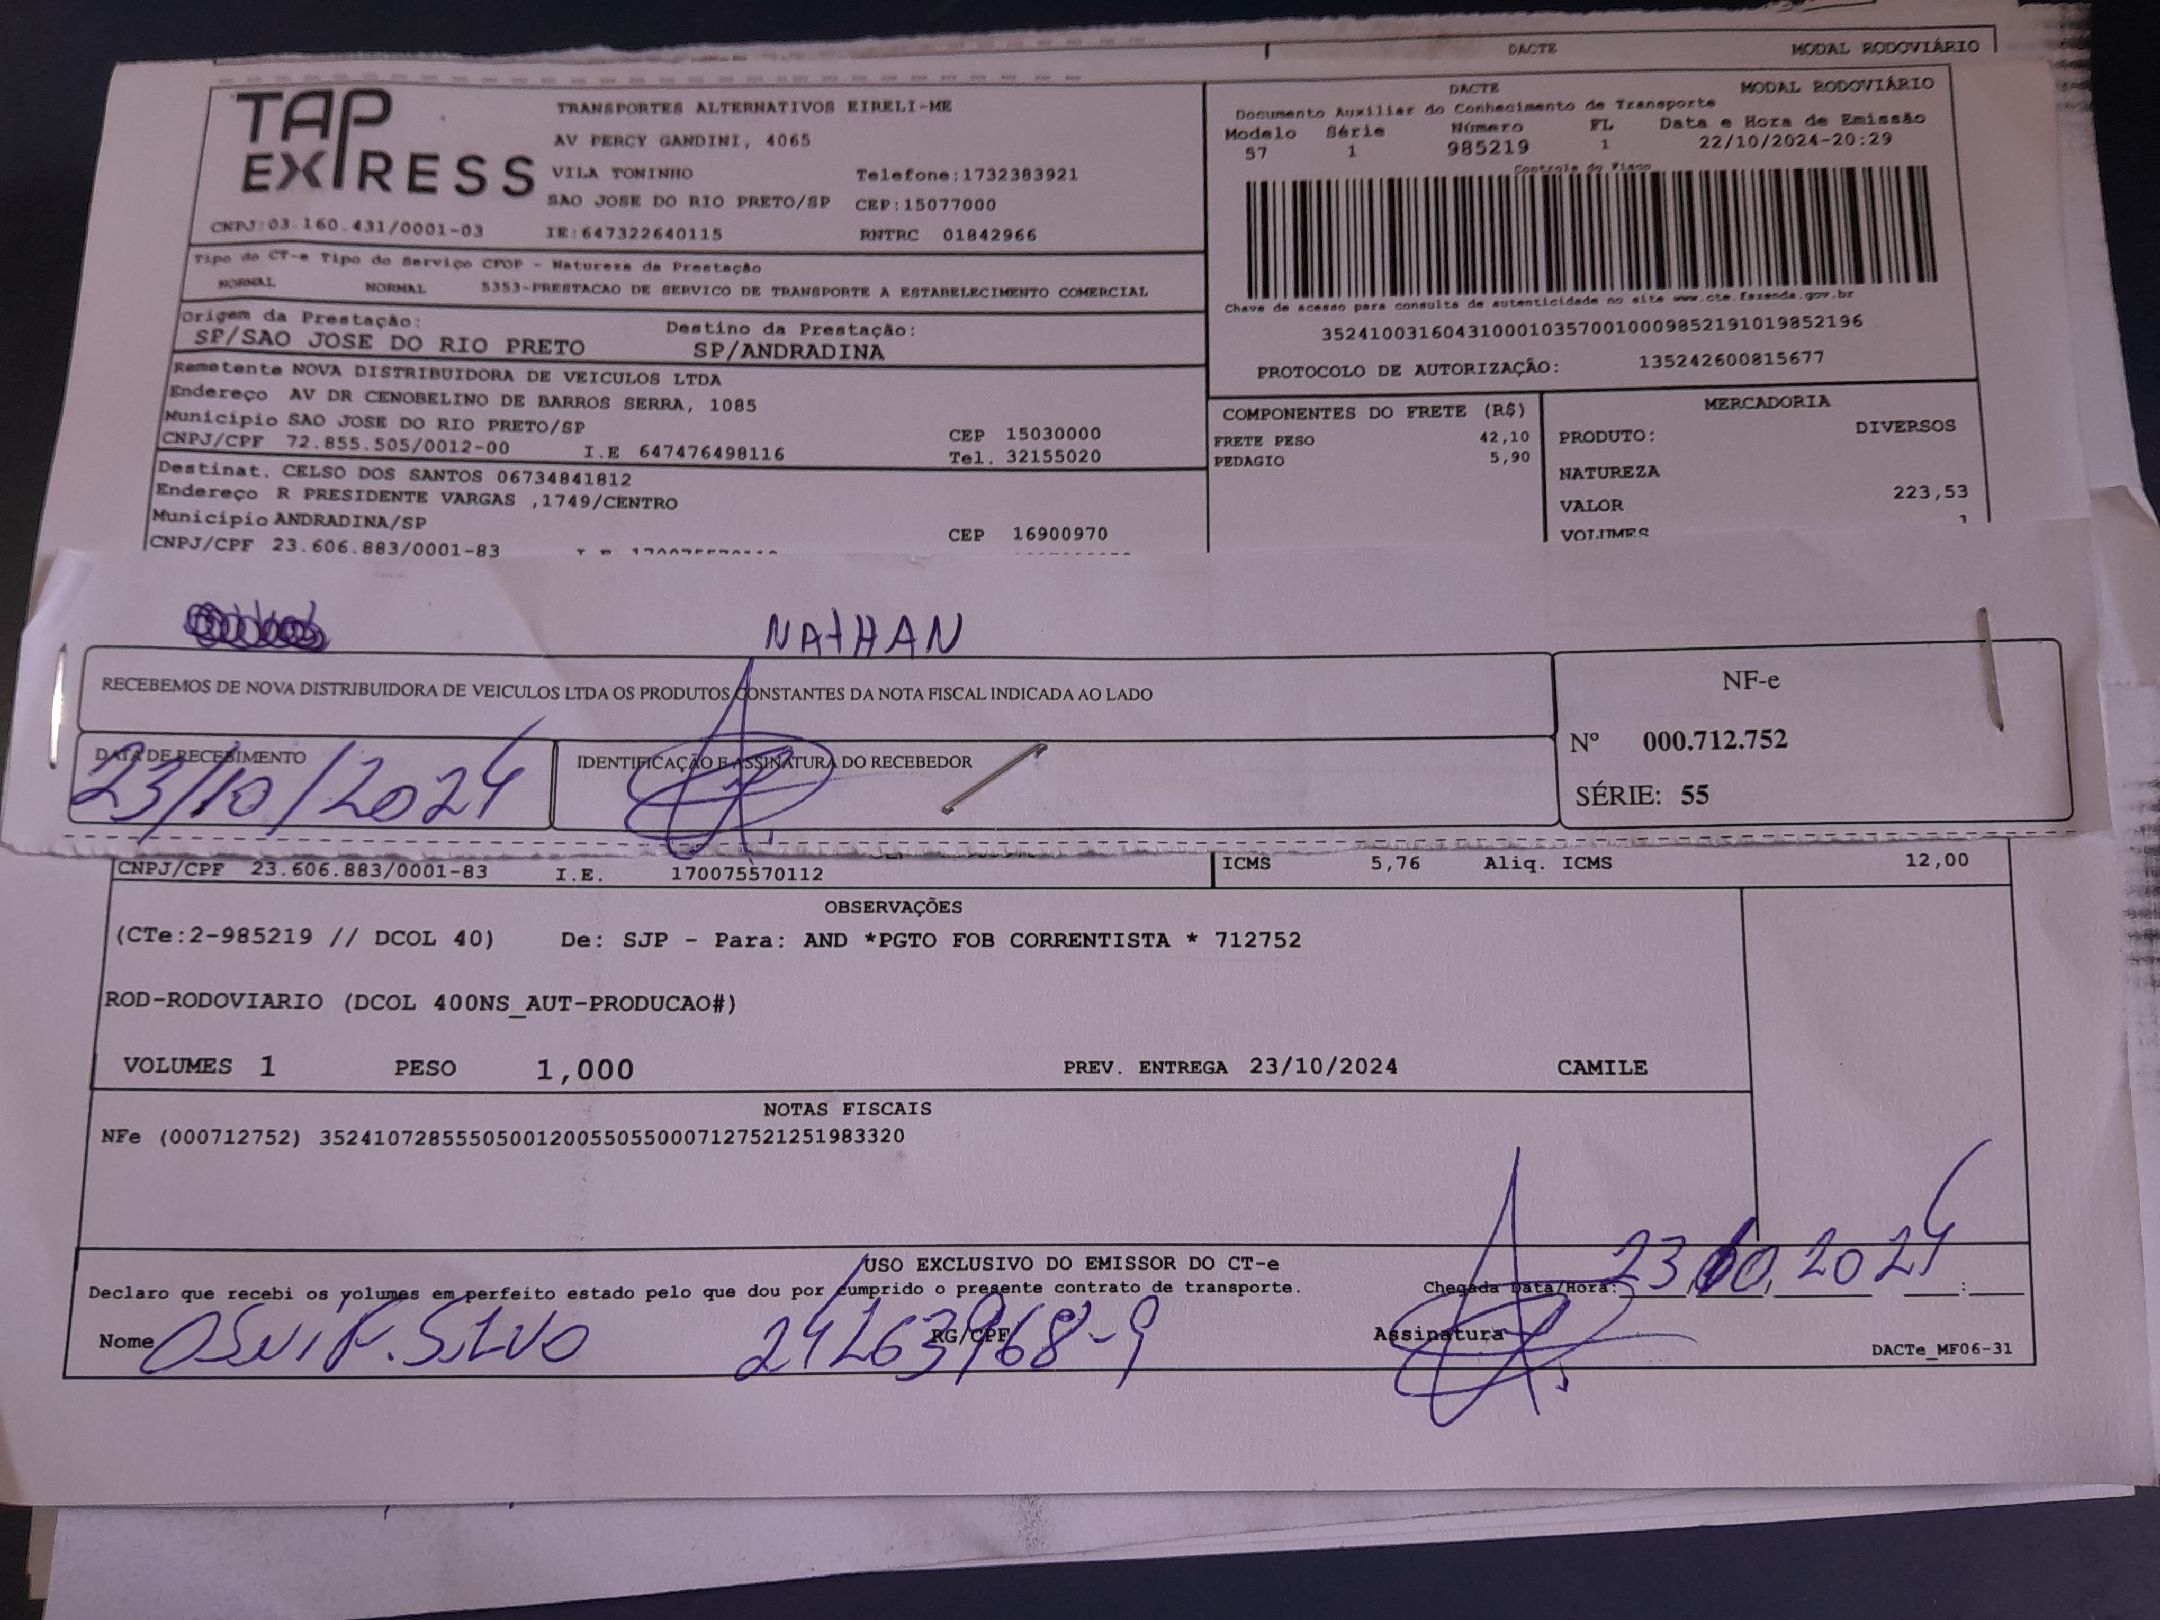 DACTE MODAL RODOVIÁRIO
TAP EXPRESS
TRANSPORTES ALTERNATIVOS EIRELI-ME
AV PERCY GANDINI, 4065
VILA TONINHO Telefone:1732383921
SAO JOSE DO RIO PRETO/SP CEP:15077000
CNPJ:03.160.431/0001-03 IE:647322640115 RNTRC 01842966
DACTE MODAL RODOVIÁRIO
Documento Auxiliar do Conhecimento de Transporte
Modelo Série Número FL Data e Hora de Emissão
57 1 985219 1 22/10/2024-20:29
Controle do Fisco
Chave de acesso para consulta de autenticidade no site www.cte.fazenda.gov.br
35241003160431000103570010009852191019852196
PROTOCOLO DE AUTORIZAÇÃO: 135242600815677
Tipo do CT-e Tipo do Serviço CFOP - Natureza da Prestação
NORMAL NORMAL 5353-PRESTACAO DE SERVICO DE TRANSPORTE A ESTABELECIMENTO COMERCIAL
Origem da Prestação: Destino da Prestação:
SP/SAO JOSE DO RIO PRETO SP/ANDRADINA
Remetente NOVA DISTRIBUIDORA DE VEICULOS LTDA
Endereço AV DR CENOBELINO DE BARROS SERRA, 1085
Municipio SAO JOSE DO RIO PRETO/SP CEP 15030000
CNPJ/CPF 72.855.505/0012-00 I.E 647476498116 Tel. 32155020
Destinat. CELSO DOS SANTOS 06734841812
Endereço R PRESIDENTE VARGAS ,1749/CENTRO
Municipio ANDRADINA/SP CEP 16900970
CNPJ/CPF 23.606.883/0001-83
COMPONENTES DO FRETE (R$)
FRETE PESO 42,10
PEDAGIO 5,90
MERCADORIA
PRODUTO: DIVERSOS
NATUREZA
VALOR 223,53
VOLUMES 1
NATHAN
RECEBEMOS DE NOVA DISTRIBUIDORA DE VEICULOS LTDA OS PRODUTOS CONSTANTES DA NOTA FISCAL INDICADA AO LADO
DATA DE RECEBIMENTO
23/10/2024
IDENTIFICAÇÃO E ASSINATURA DO RECEBEDOR
NF-e
Nº 000.712.752
SÉRIE: 55
CNPJ/CPF 23.606.883/0001-83 I.E. 170075570112 ICMS 5,76 Aliq. ICMS 12,00
OBSERVAÇÕES
(CTe:2-985219 // DCOL 40) De: SJP - Para: AND *PGTO FOB CORRENTISTA * 712752
ROD-RODOVIARIO (DCOL 400NS_AUT-PRODUCAO#)
VOLUMES 1 PESO 1,000 PREV. ENTREGA 23/10/2024 CAMILE
NOTAS FISCAIS
NFe (000712752) 35241072855505001200550550007127521251983320
USO EXCLUSIVO DO EMISSOR DO CT-e
Declaro que recebi os volumes em perfeito estado pelo que dou por cumprido o presente contrato de transporte. Chegada Data/Hora: 23 10 2024 :
Nome F. SILVO RG/CPF 24263968-9 Assinatura
DACTe_MF06-31